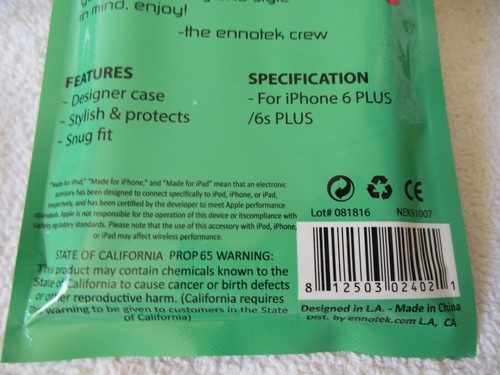 and style
in mind, enjoy!
-the ennotek crew
FEATURES
- Designer case
- Stylish & protects
- Snug fit
SPECIFICATION
- For iPhone 6 PLUS
/6s PLUS
"Made for iPod," "Made for iPhone," and "Made for iPad" mean that an electronic
accessory has been designed to connect specifically to iPod, iPhone, or iPad,
respectively, and has been certified by the developer to meet Apple performance
standards. Apple is not responsible for the operation of this device or itscompliance with
safety regulatory standards. Please note that the use of this accessory with iPod, iPhone,
or iPad may affect wireless performance.
STATE OF CALIFORNIA PROP 65 WARNING:
This product may contain chemicals known to the
State of California to cause cancer or birth defects
or other reproductive harm. (California requires
the warning to be given to customers in the State
of California)
CE
Lot# 081816
NEK91007
8 12503 02402 1
Designed in L.A. - Made in China
Dist. by ennotek.com L.A, CA